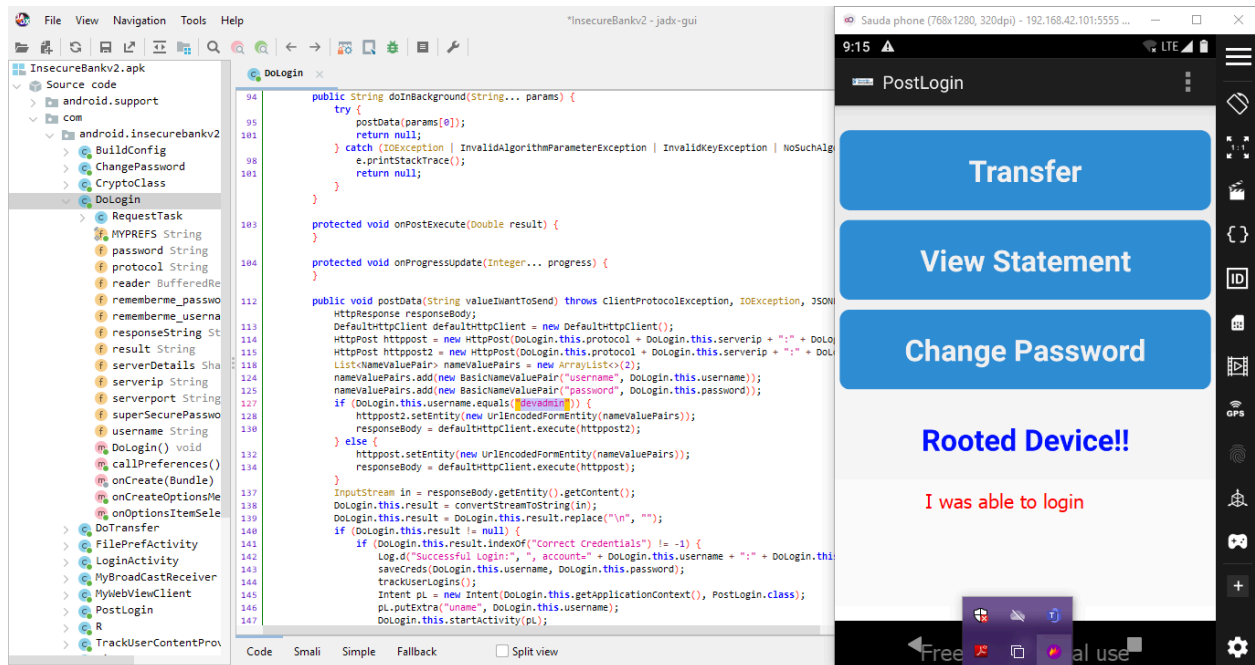 File View Navigation Tools Help
*InsecureBankv2 - jadx-gui
InsecureBankv2.apk
Source code
android.support
com
android.insecurebankv2
BuildConfig
ChangePassword
CryptoClass
DoLogin
RequestTask
MYPREFS String
password String
protocol String
reader BufferedRe
rememberme_passwo
rememberme_userna
responseString St
result String
serverDetails Sha
serverip String
serverport String
superSecurePasswo
username String
DoLogin() void
callPreferences()
onCreate(Bundle)
onCreateOptionsMe
onOptionsItemSele
DoTransfer
FilePrefActivity
LoginActivity
MyBroadCastReceiver
MyWebViewClient
PostLogin
R
TrackUserContentProv
DoLogin
94 public String doInBackground(String... params) {
try {
95 postData(params[0]);
101 return null;
} catch (IOException | InvalidAlgorithmParameterException | InvalidKeyException | NoSuchAlg
98 e.printStackTrace();
101 return null;
}
}
103 protected void onPostExecute(Double result) {
}
104 protected void onProgressUpdate(Integer... progress) {
}
112 public void postData(String valueIWantToSend) throws ClientProtocolException, IOException, JSON
HttpResponse responseBody;
113 DefaultHttpClient defaultHttpClient = new DefaultHttpClient();
114 HttpPost httppost = new HttpPost(DoLogin.this.protocol + DoLogin.this.serverip + ":" + DoLog
115 HttpPost httppost2 = new HttpPost(DoLogin.this.protocol + DoLogin.this.serverip + ":" + DoL
118 List<NameValuePair> nameValuePairs = new ArrayList<>(2);
124 nameValuePairs.add(new BasicNameValuePair("username", DoLogin.this.username));
125 nameValuePairs.add(new BasicNameValuePair("password", DoLogin.this.password));
127 if (DoLogin.this.username.equals("devadmin")) {
128 httppost2.setEntity(new UrlEncodedFormEntity(nameValuePairs));
130 responseBody = defaultHttpClient.execute(httppost2);
} else {
132 httppost.setEntity(new UrlEncodedFormEntity(nameValuePairs));
134 responseBody = defaultHttpClient.execute(httppost);
}
137 InputStream in = responseBody.getEntity().getContent();
138 DoLogin.this.result = convertStreamToString(in);
139 DoLogin.this.result = DoLogin.this.result.replace("\n", "");
140 if (DoLogin.this.result != null) {
141 if (DoLogin.this.result.indexOf("Correct Credentials") != -1) {
142 Log.d("Successful Login:", ", account=" + DoLogin.this.username + ":" + DoLogin.thi
143 saveCreds(DoLogin.this.username, DoLogin.this.password);
144 trackUserLogins();
145 Intent pL = new Intent(DoLogin.this.getApplicationContext(), PostLogin.class);
146 pL.putExtra("uname", DoLogin.this.username);
147 DoLogin.this.startActivity(pL);
Code Smali Simple Fallback Split view
Sauda phone (768x1280, 320dpi) - 192.168.42.101:5555 ...
9:15 LTE
PostLogin
Transfer
View Statement
Change Password
Rooted Device!!
I was able to login
Free al use
1:1
ID
GPS